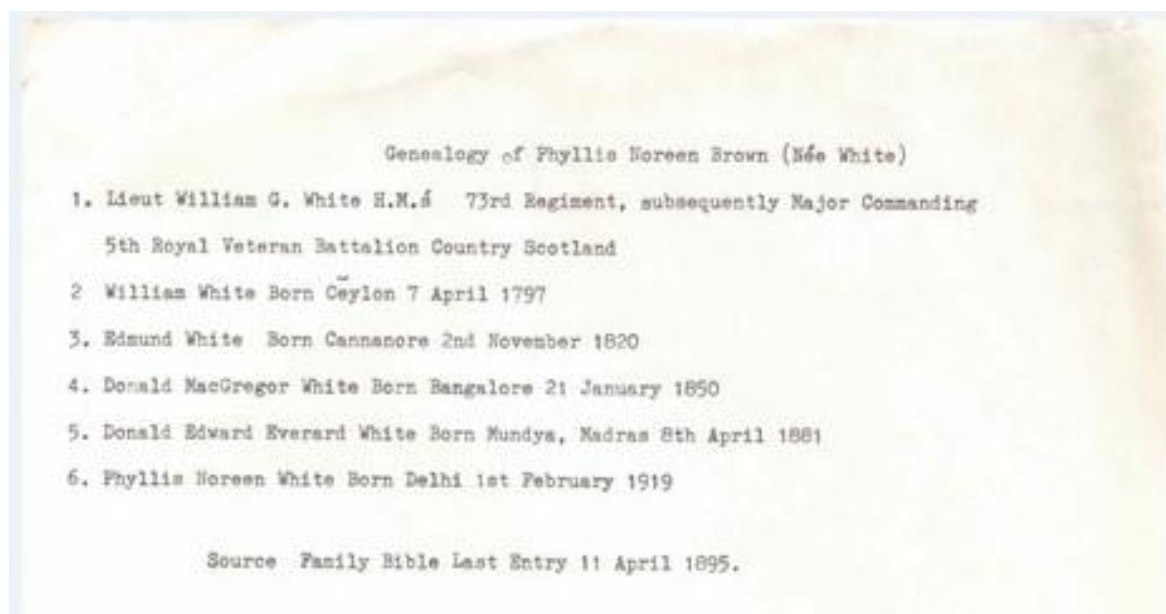 Genealogy of Phyllis Noreen Brown (Née White)
1. Lieut William G. White H.M.S 73rd Regiment, subsequently Major Commanding
5th Royal Veteran Battalion Country Scotland
2 William White Born Ceylon 7 April 1797
3. Edmund White Born Cannanore 2nd November 1820
4. Donald MacGregor White Born Bangalore 21 January 1850
5. Donald Edward Everard White Born Mundya, Madras 8th April 1881
6. Phyllis Noreen White Born Delhi 1st February 1919
Source Family Bible Last Entry 11 April 1895.